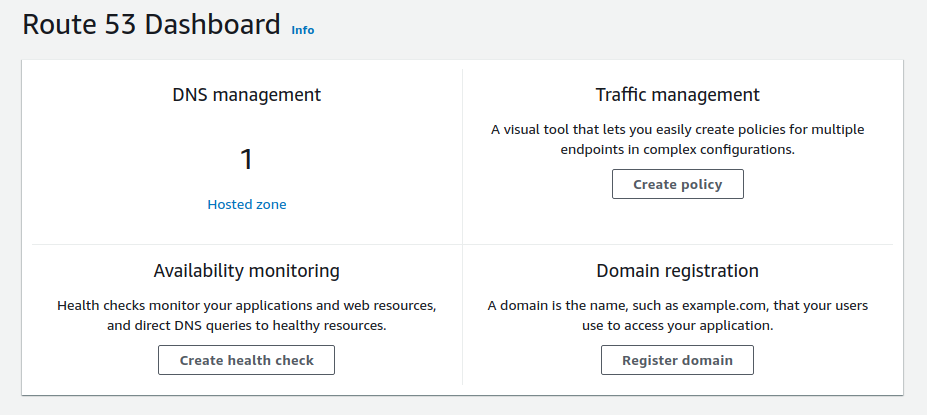 Route 53 Dashboard Info
DNS management
1
Hosted zone
Traffic management
A visual tool that lets you easily create policies for multiple
endpoints in complex configurations.
Create policy
Availability monitoring
Health checks monitor your applications and web resources,
and direct DNS queries to healthy resources.
Create health check
Domain registration
A domain is the name, such as example.com, that your users
use to access your application.
Register domain